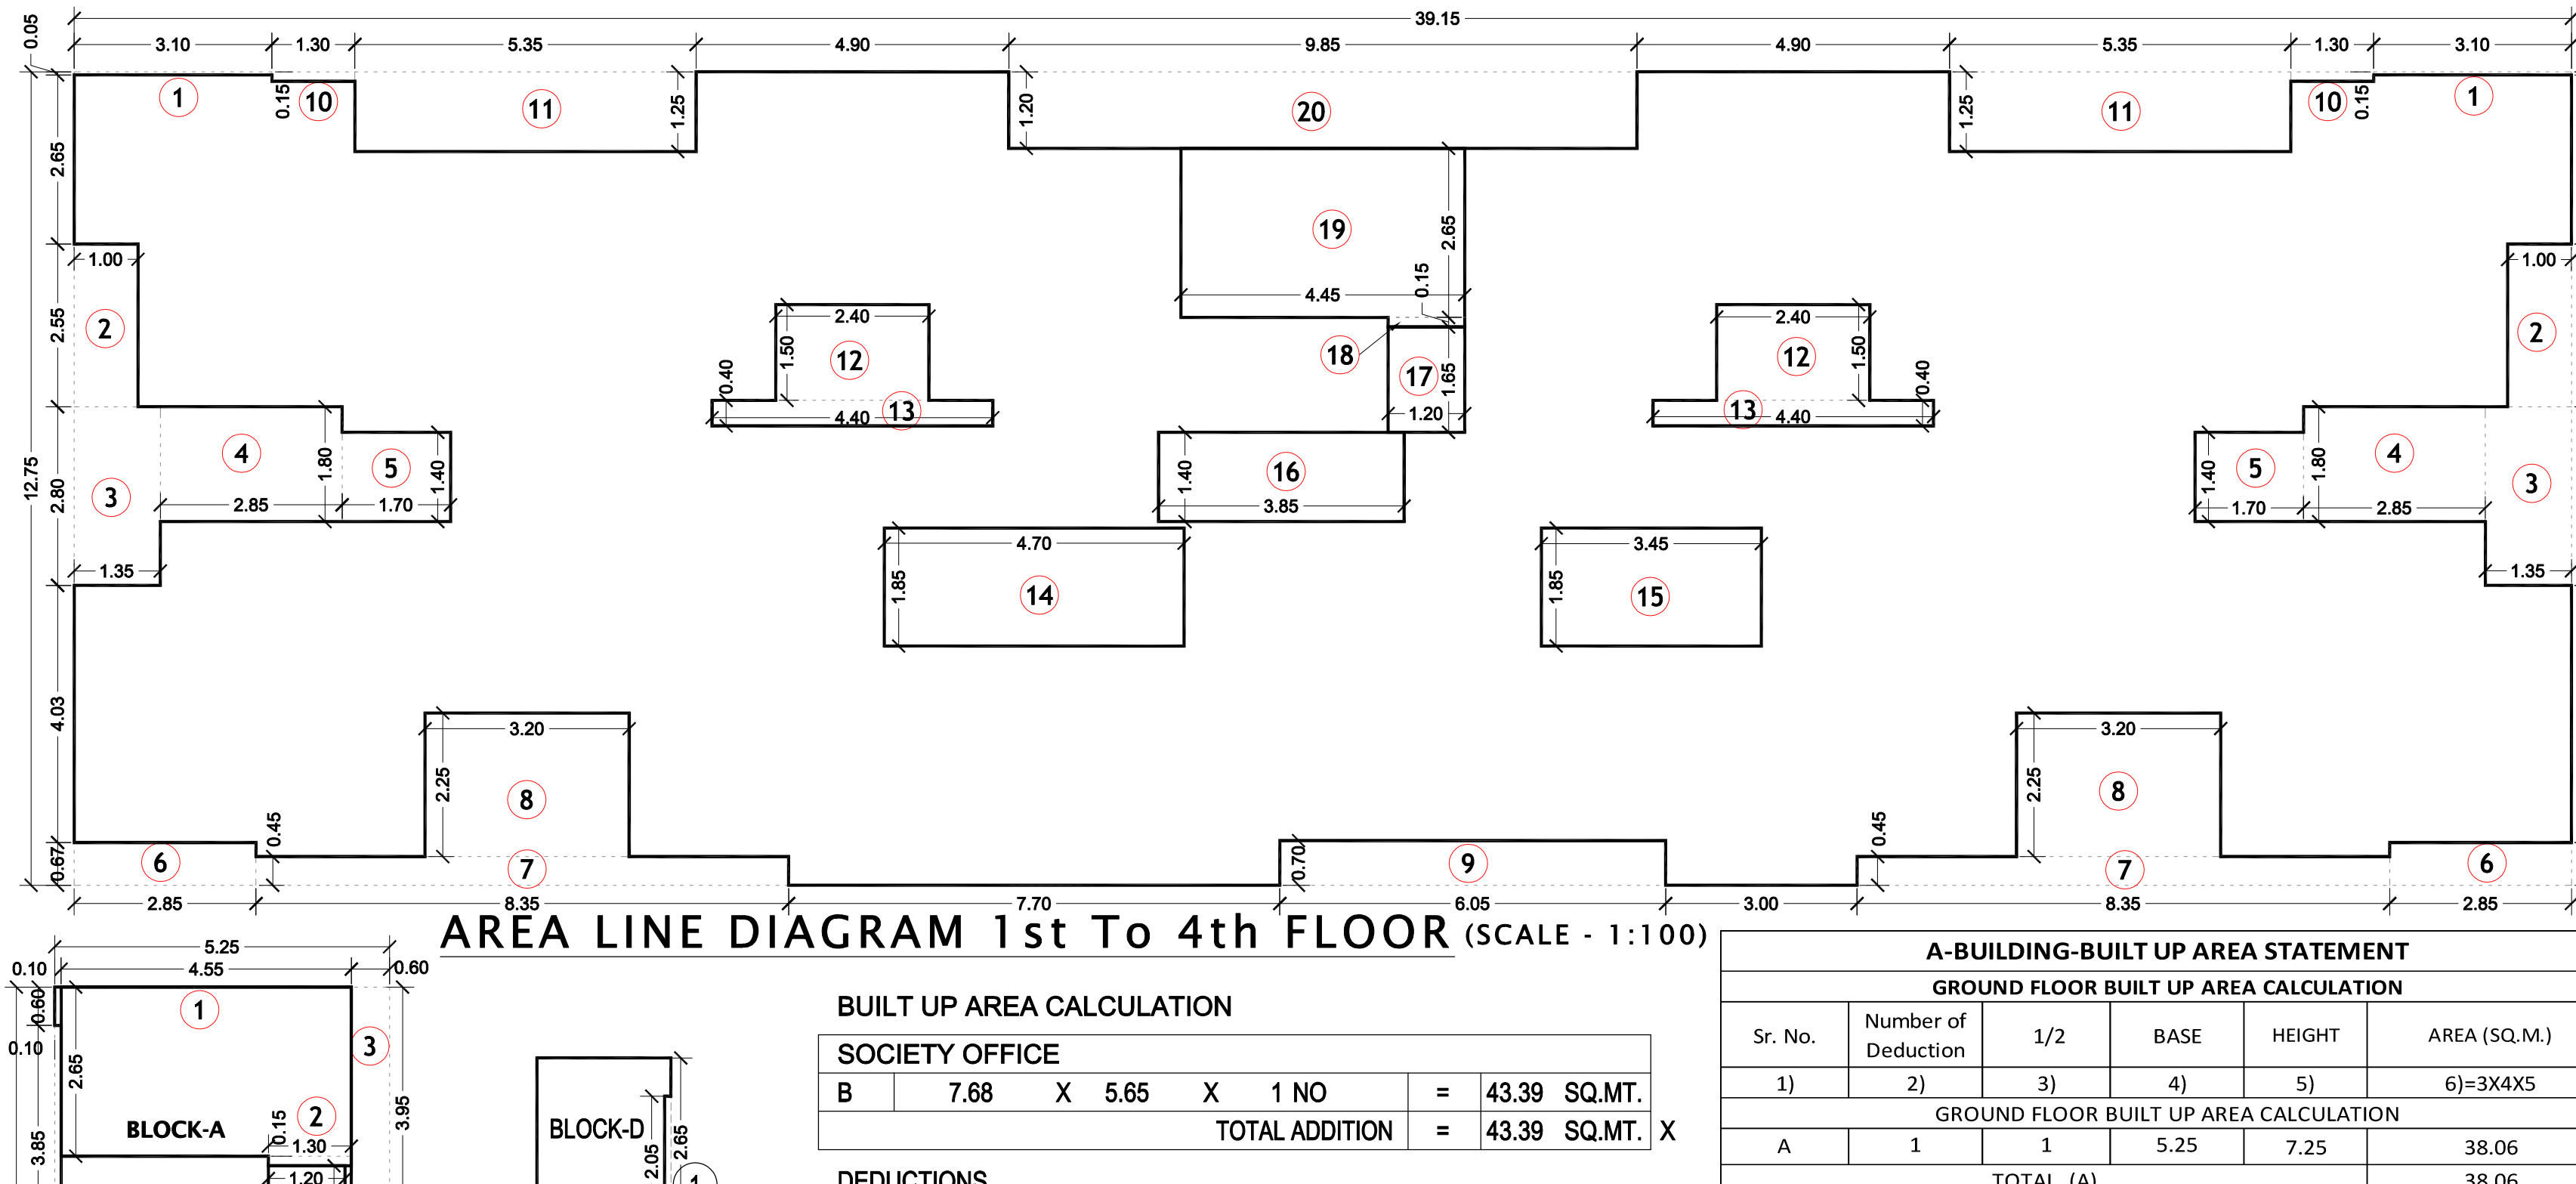 39.15
0.05
3.10 1.30 5.35 4.90 9.85 4.90 5.35 1.30 3.10
1 0.15 10 11 1.25 1.20 20 1.25 11 10 0.15 1
2.65
19 2.65
1.00 1.00
0.15
4.45
2.55 2 2.40 2.40 2
12 1.50 18 12 1.50
0.40 17 1.65 0.40
13 4.40 1.20 13 4.40
12.75
4 1.80 5 1.40 1.40 16 1.40 5 1.80 4
2.80 3 3
2.85 1.70 3.85 1.70 2.85
4.70 3.45
1.35 1.35
1.85 14 1.85 15
4.03
3.20 3.20
2.25 8 2.25 8
0.45 0.45
0.67 6 7 0.70 9 7 6
2.85 8.35 7.70 6.05 3.00 8.35 2.85
AREA LINE DIAGRAM 1st To 4th FLOOR (SCALE - 1:100)
5.25
0.10 4.55 0.60
0.60 1
0.10 3
2.65
3.95
0.15 2
BLOCK-A
1.30
3.85
1.20
BLOCK-D
2.05 2.65
1
BUILT UP AREA CALCULATION
SOCIETY OFFICE
B 7.68 X 5.65 X 1 NO = 43.39 SQ.MT.
TOTAL ADDITION = 43.39 SQ.MT. X
DEDUCTIONS
A-BUILDING-BUILT UP AREA STATEMENT
GROUND FLOOR BUILT UP AREA CALCULATION
Sr. No. Number of Deduction 1/2 BASE HEIGHT AREA (SQ.M.)
1) 2) 3) 4) 5) 6)=3X4X5
GROUND FLOOR BUILT UP AREA CALCULATION
A 1 1 5.25 7.25 38.06
TOTAL (A) 38.06